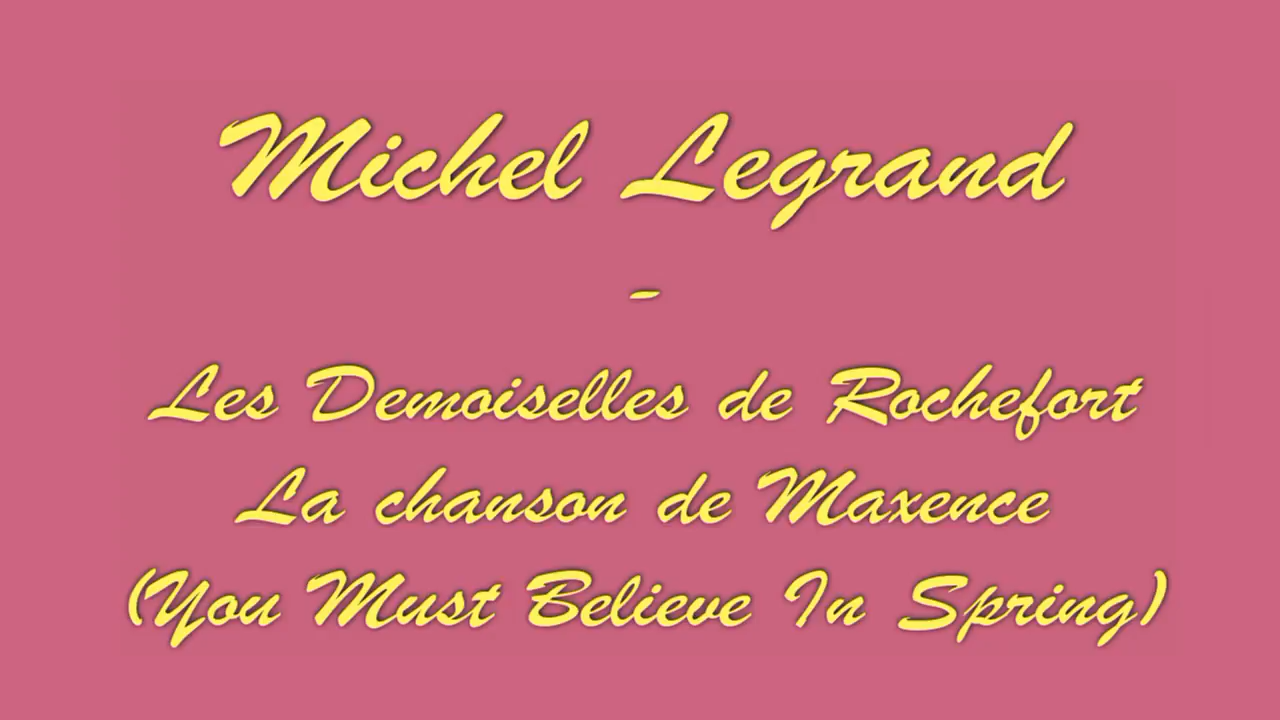 Michel Legrand
-
Les Demoiselles de Rochefort
La chanson de Maxence
(You Must Believe In Spring)